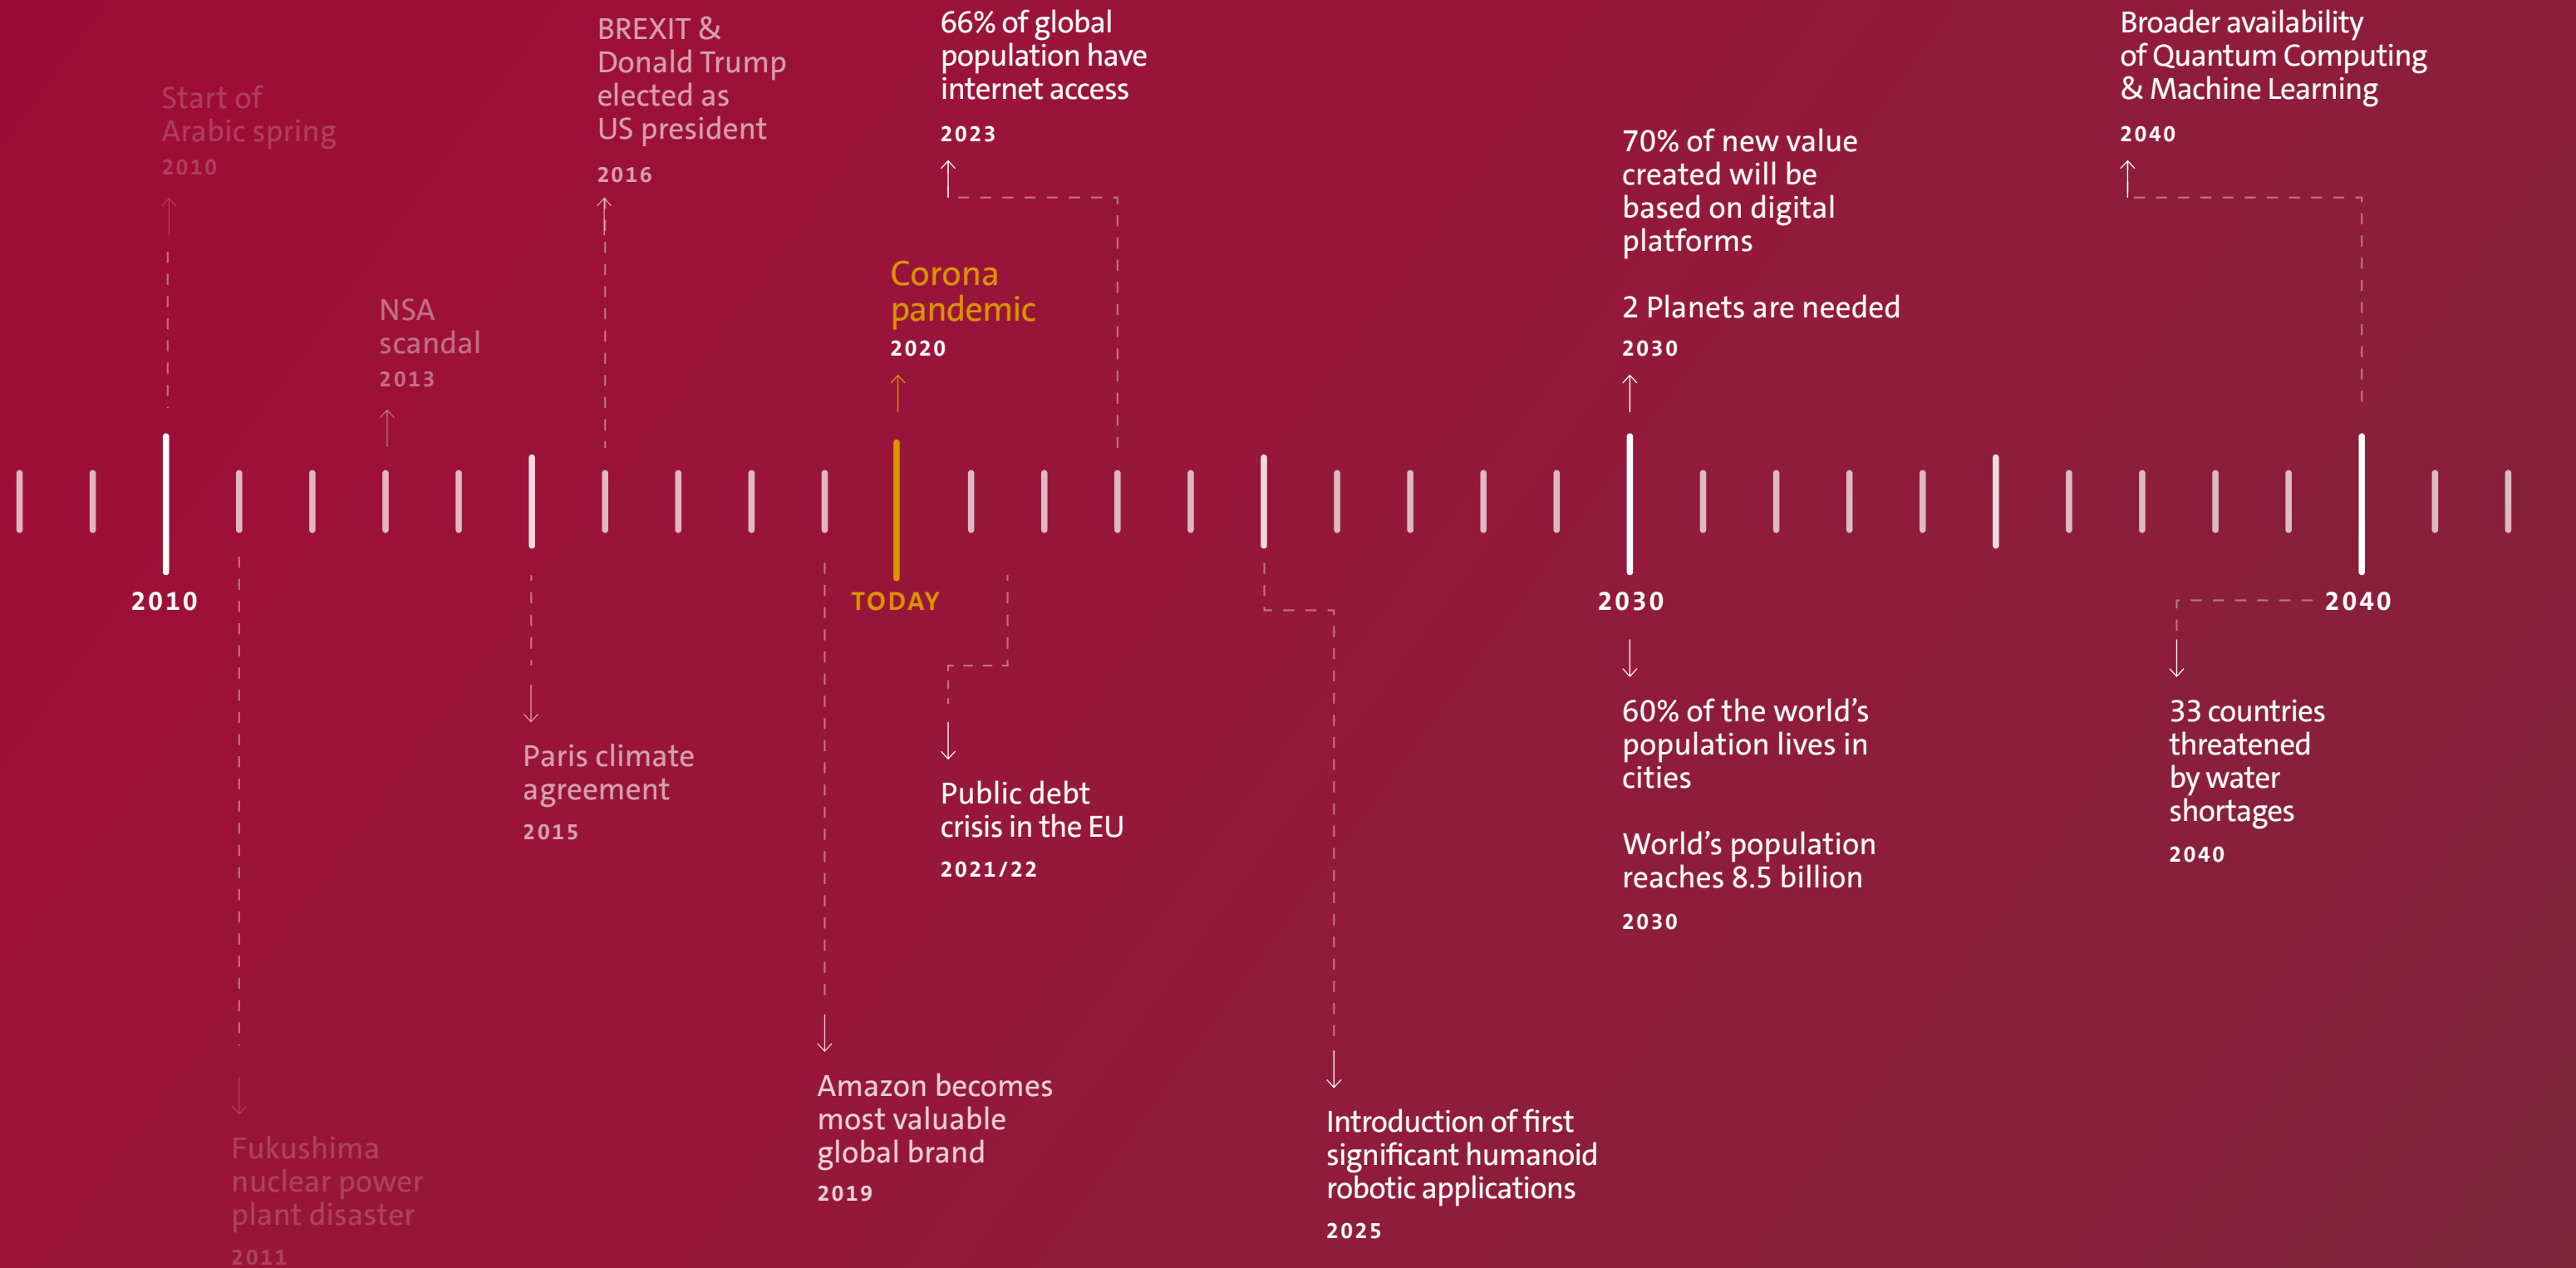 Start of
Arabic spring
2010
NSA
scandal
2013
BREXIT &
Donald Trump
elected as
US president
2016
66% of global
population have
internet access
2023
Corona
pandemic
2020
70% of new value
created will be
based on digital
platforms
2 Planets are needed
2030
Broader availability
of Quantum Computing
& Machine Learning
2040
2010
TODAY
2030
2040
Fukushima
nuclear power
plant disaster
2011
Paris climate
agreement
2015
Amazon becomes
most valuable
global brand
2019
Public debt
crisis in the EU
2021/22
Introduction of first
significant humanoid
robotic applications
2025
60% of the world’s
population lives in
cities
World’s population
reaches 8.5 billion
2030
33 countries
threatened
by water
shortages
2040